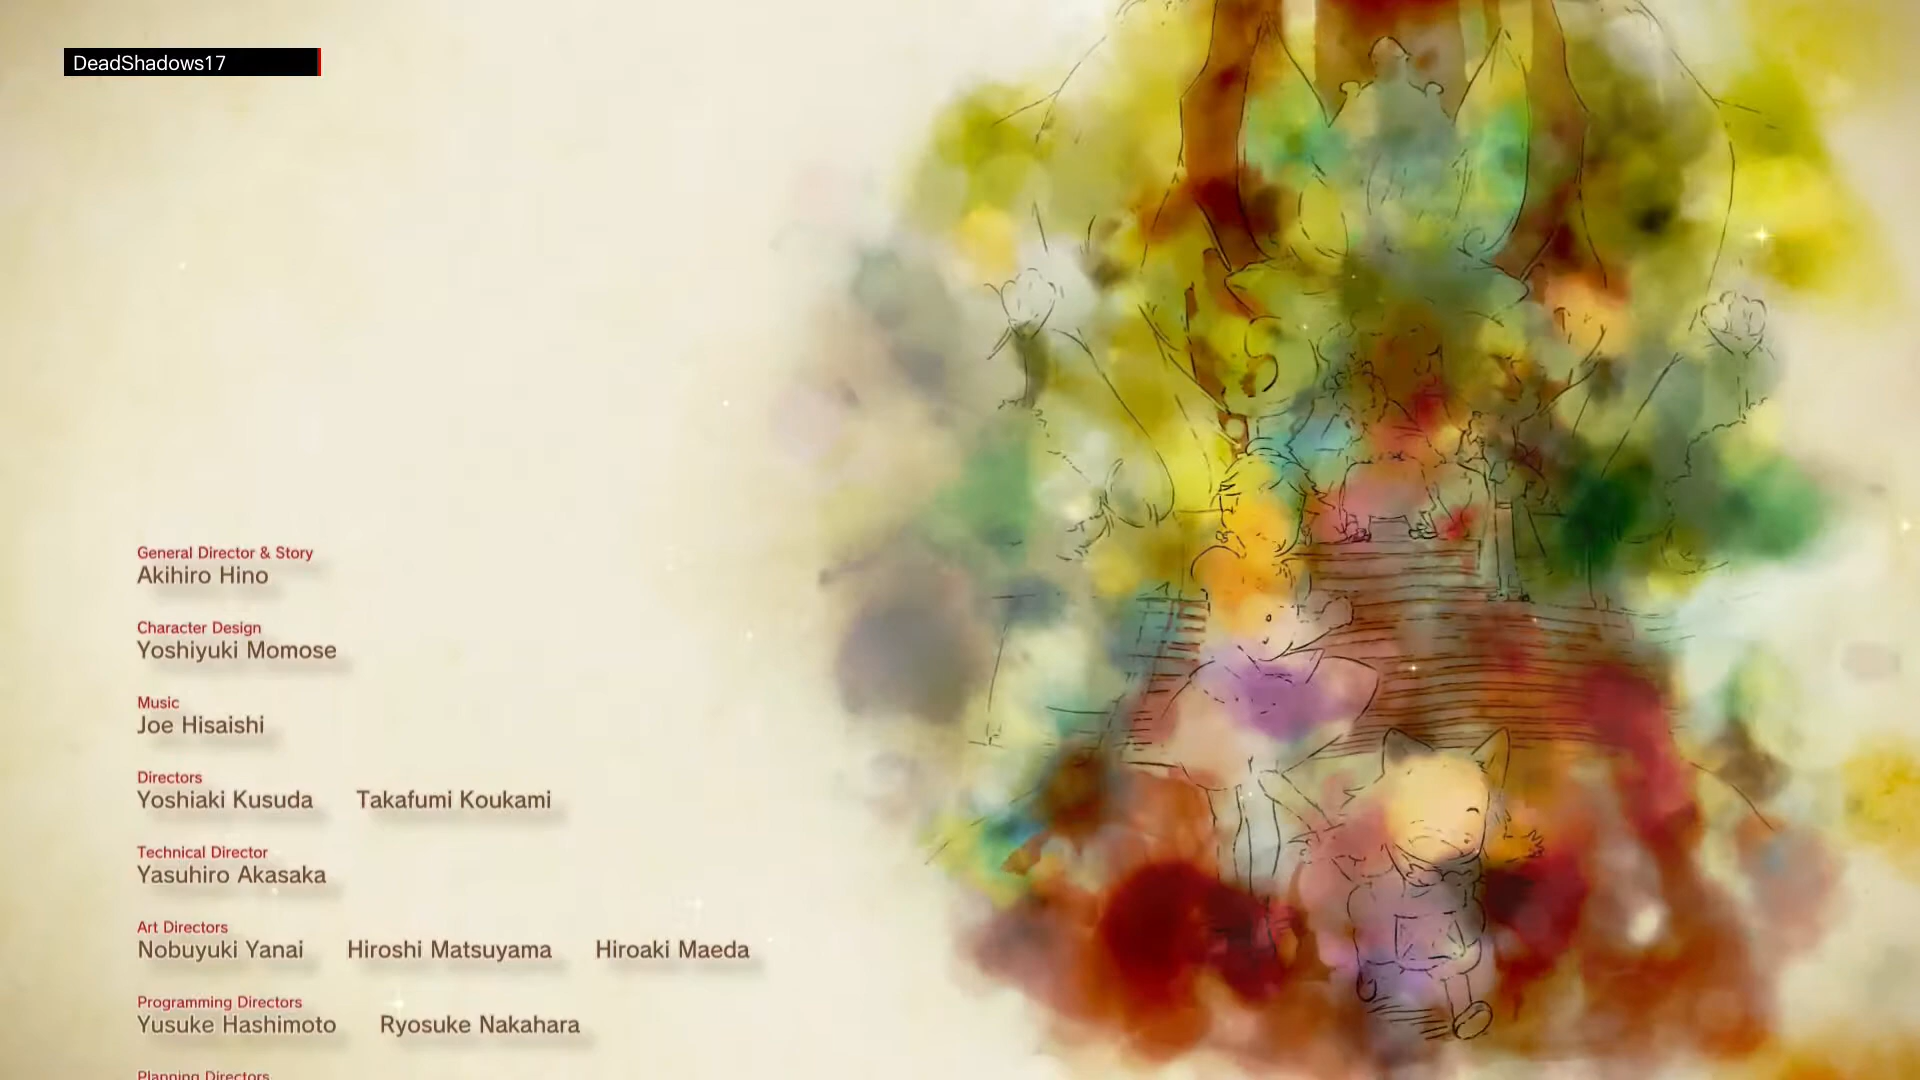 DeadShadows17
General Director & Story
Akihiro Hino
Character Design
Yoshiyuki Momose
Music
Joe Hisaishi
Directors
Yoshiaki Kusuda Takafumi Koukami
Technical Director
Yasuhiro Akasaka
Art Directors
Nobuyuki Yanai Hiroshi Matsuyama Hiroaki Maeda
Programming Directors
Yusuke Hashimoto Ryosuke Nakahara
Planning Directors